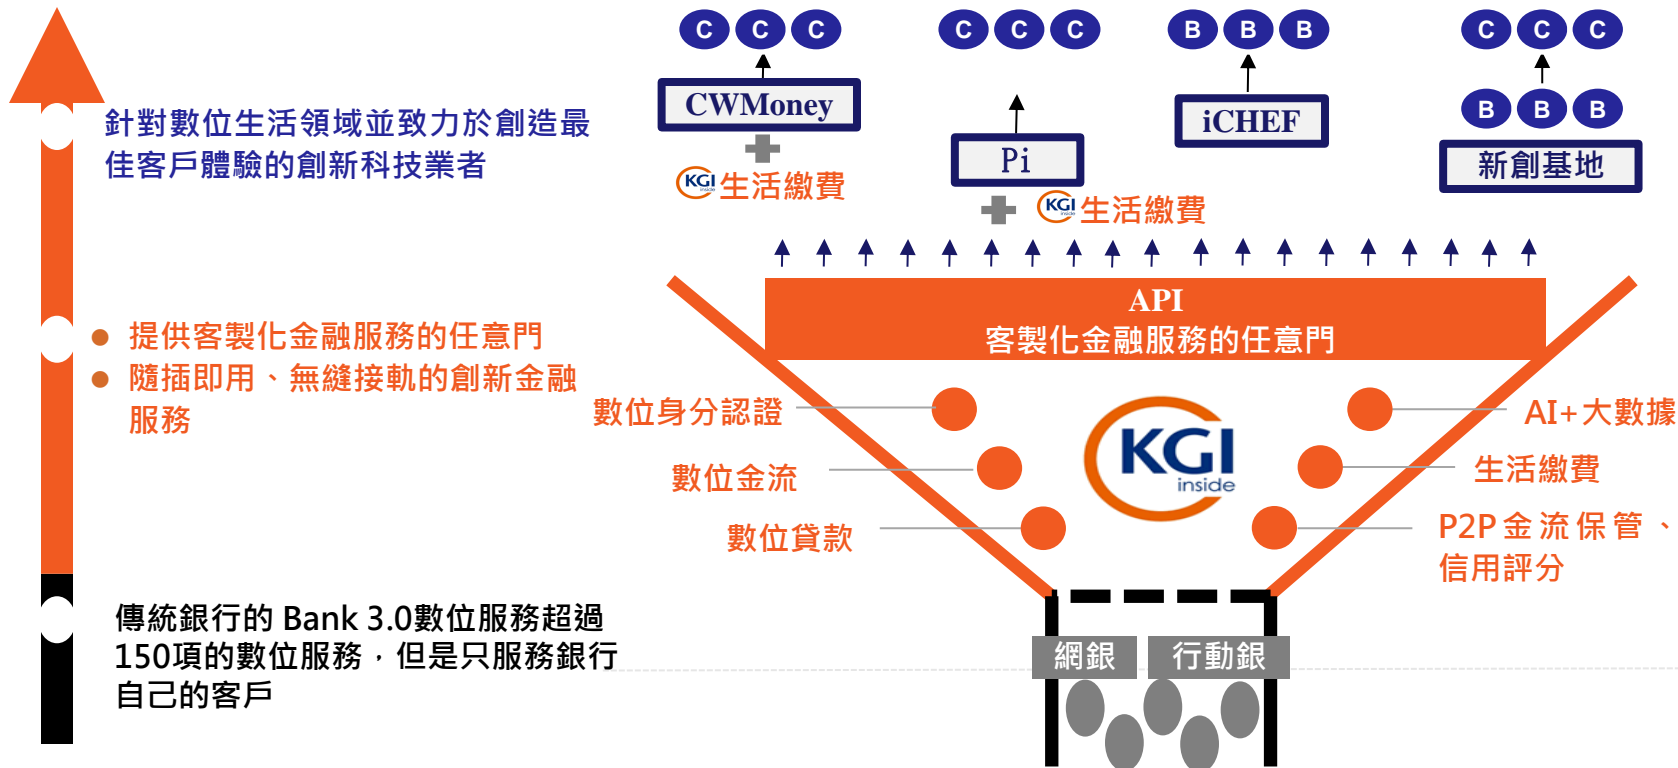 C C C
C C C
B B B
C C C
CWMoney
Pi
iCHEF
B B B
新創基地
KGI inside 生活繳費
KGI inside 生活繳費
針對數位生活領域並致力於創造最
佳客戶體驗的創新科技業者
API
客製化金融服務的任意門
提供客製化金融服務的任意門
隨插即用、無縫接軌的創新金融
服務
數位身分認證
數位金流
數位貸款
KGI
inside
AI+大數據
生活繳費
P2P金流保管、
信用評分
傳統銀行的 Bank 3.0數位服務超過
150項的數位服務，但是只服務銀行
自己的客戶
網銀
行動銀